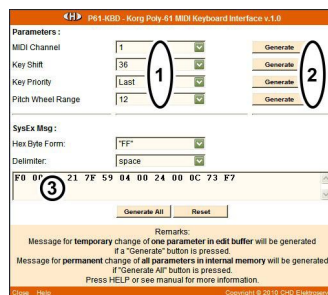 CHD P61-KBD - Korg Poly-61 MIDI Keyboard Interface v.1.0
Parameters :
MIDI Channel 1 Generate
Key Shift 36 Generate
Key Priority Last Generate
Pitch Wheel Range 12 Generate
1 2
SysEx Msg :
Hex Byte Form: "FF"
Delimiter: space
F0 00 21 7F 59 04 00 24 00 0C 73 F7
3
Generate All Reset
Remarks:
Message for temporary change of one parameter in edit buffer will be generated
if a "Generate" button is pressed.
Message for permanent change of all parameters in internal memory will be generated
if "Generate All" button is pressed.
Press HELP or see manual for more information.
Close Help Copyright © 2010 CHD Elektroservis